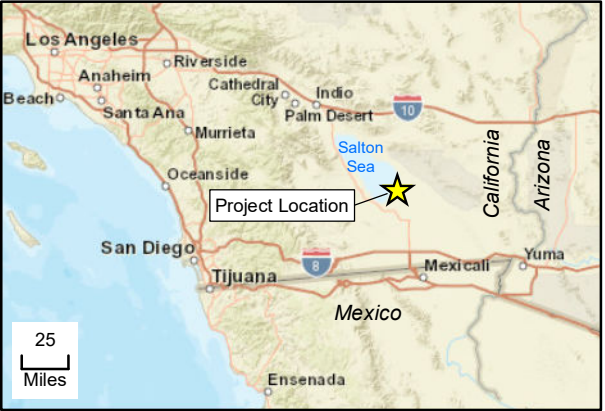 Los Angeles
Riverside
Anaheim
Cathedral
City
Indio
Beach
Santa Ana
Palm Desert
10
Murrieta
Salton
Sea
California
Arizona
Oceanside
Project Location
San Diego
8
Yuma
Tijuana
Mexicali
Mexico
25
Miles
Ensenada